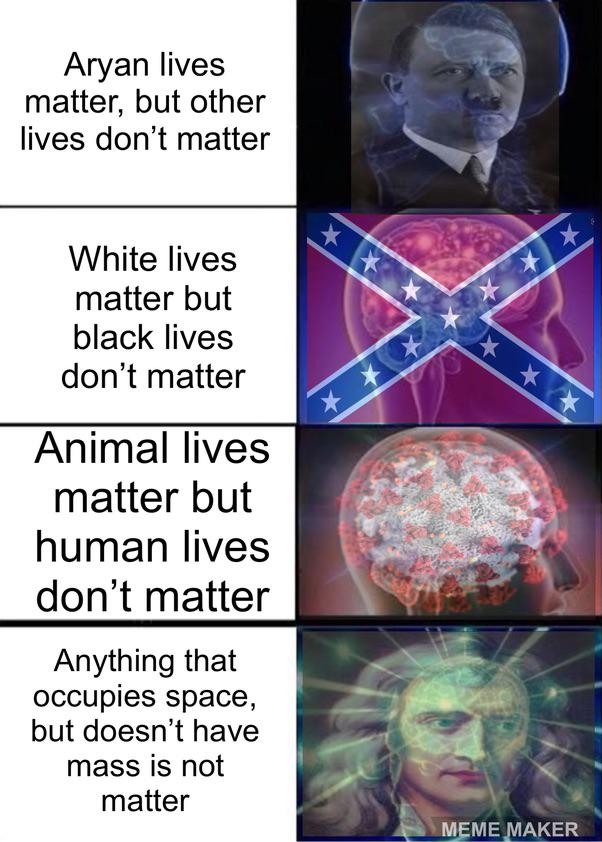 Aryan lives
matter, but other
lives don’t matter
White lives
matter but
black lives
don’t matter
Animal lives
matter but
human lives
don’t matter
Anything that
occupies space,
but doesn’t have
mass is not
matter
MEME MAKER